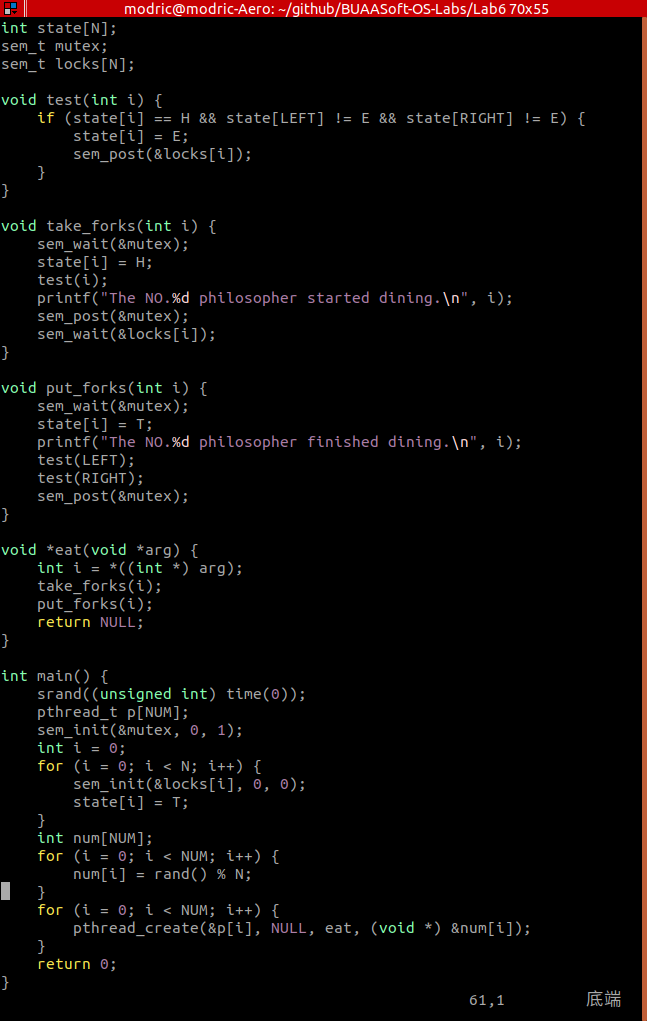 modric@modric-Aero: ~/github/BUAASoft-OS-Labs/Lab6 70x55
int state[N];
sem_t mutex;
sem_t locks[N];

void test(int i) {
    if (state[i] == H && state[LEFT] != E && state[RIGHT] != E) {
        state[i] = E;
        sem_post(&locks[i]);
    }
}

void take_forks(int i) {
    sem_wait(&mutex);
    state[i] = H;
    test(i);
    printf("The NO.%d philosopher started dining.\n", i);
    sem_post(&mutex);
    sem_wait(&locks[i]);
}

void put_forks(int i) {
    sem_wait(&mutex);
    state[i] = T;
    printf("The NO.%d philosopher finished dining.\n", i);
    test(LEFT);
    test(RIGHT);
    sem_post(&mutex);
}

void *eat(void *arg) {
    int i = *((int *) arg);
    take_forks(i);
    put_forks(i);
    return NULL;
}

int main() {
    srand((unsigned int) time(0));
    pthread_t p[NUM];
    sem_init(&mutex, 0, 1);
    int i = 0;
    for (i = 0; i < N; i++) {
        sem_init(&locks[i], 0, 0);
        state[i] = T;
    }
    int num[NUM];
    for (i = 0; i < NUM; i++) {
        num[i] = rand() % N;
    }
    for (i = 0; i < NUM; i++) {
        pthread_create(&p[i], NULL, eat, (void *) &num[i]);
    }
    return 0;
}
61,1 底端